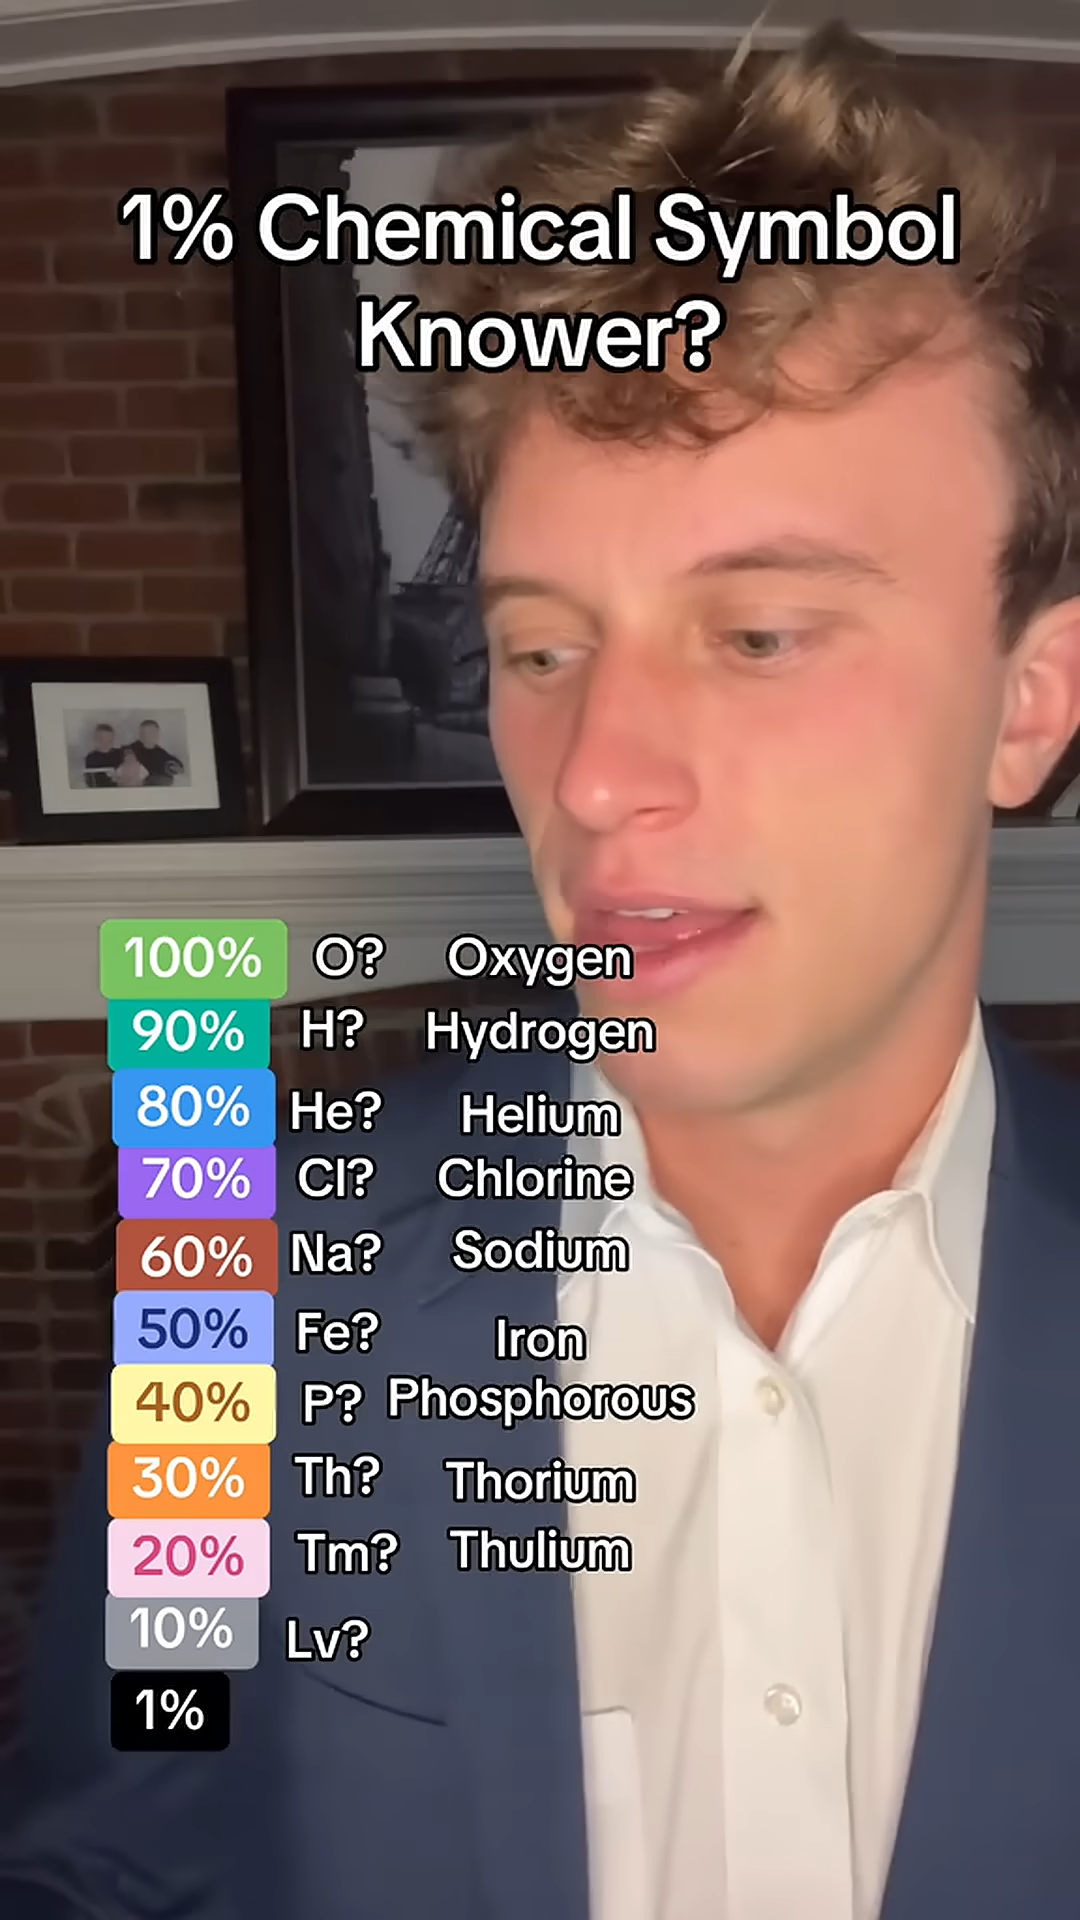 1% Chemical Symbol
Knower?
100% O? Oxygen
90% H? Hydrogen
80% He? Helium
70% Cl? Chlorine
60% Na? Sodium
50% Fe? Iron
40% P? Phosphorous
30% Th? Thorium
20% Tm? Thulium
10% Lv?
1%